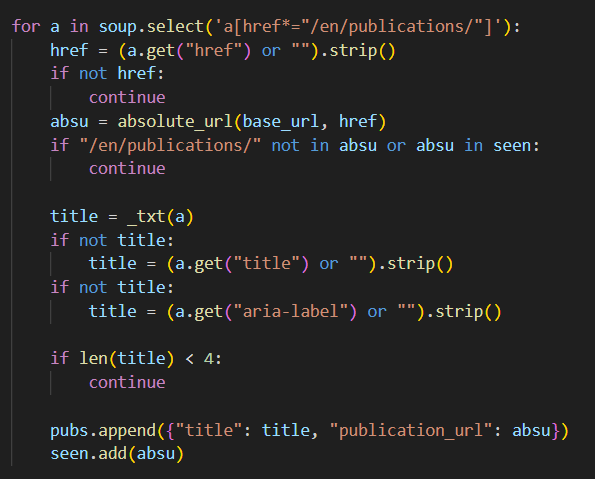 for a in soup.select('a[href*="/en/publications/"]'):
    href = (a.get("href") or "").strip()
    if not href:
        continue
    absu = absolute_url(base_url, href)
    if "/en/publications/" not in absu or absu in seen:
        continue

    title = _txt(a)
    if not title:
        title = (a.get("title") or "").strip()
    if not title:
        title = (a.get("aria-label") or "").strip()

    if len(title) < 4:
        continue

    pubs.append({"title": title, "publication_url": absu})
    seen.add(absu)